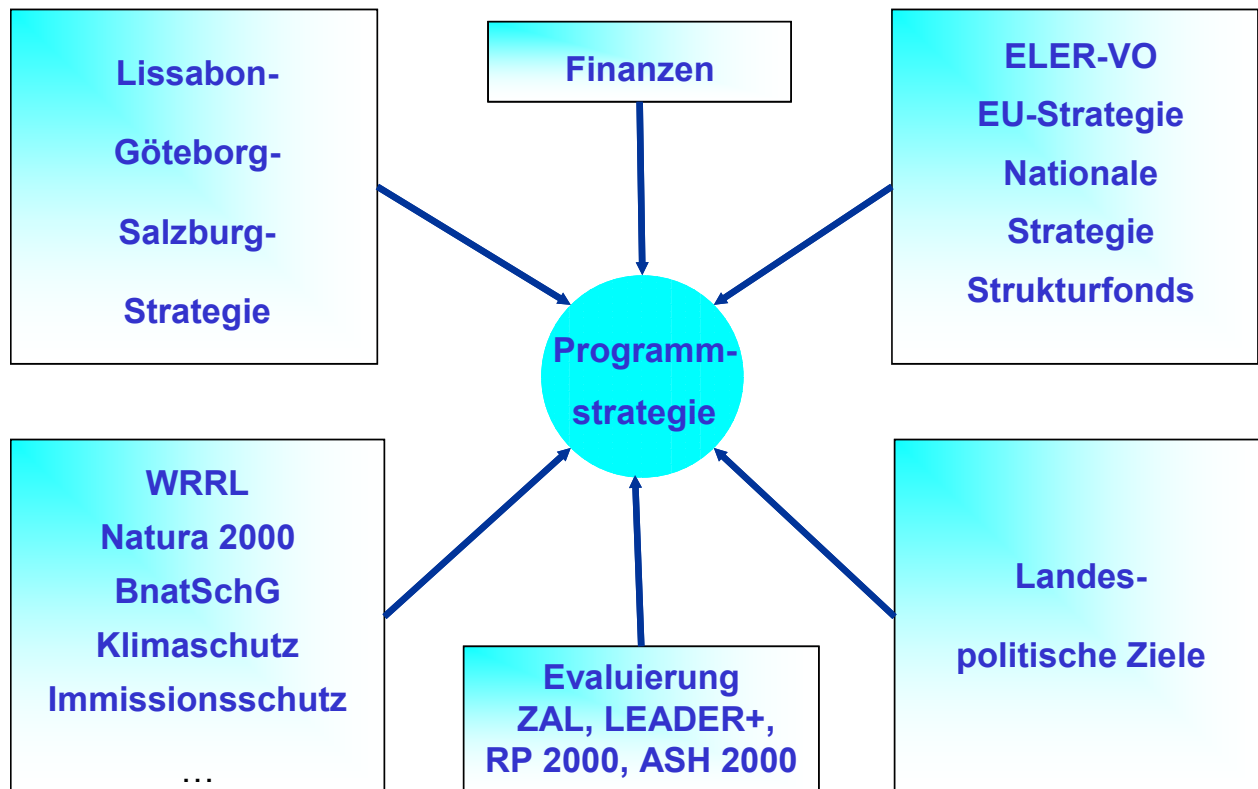 Lissabon-
Göteborg-
Salzburg-
Strategie
Finanzen
ELER-VO
EU-Strategie
Nationale
Strategie
Strukturfonds
Programm-
strategie
WRRL
Natura 2000
BnatSchG
Klimaschutz
Immissionsschutz
…
Evaluierung
ZAL, LEADER+,
RP 2000, ASH 2000
Landes-
politische Ziele